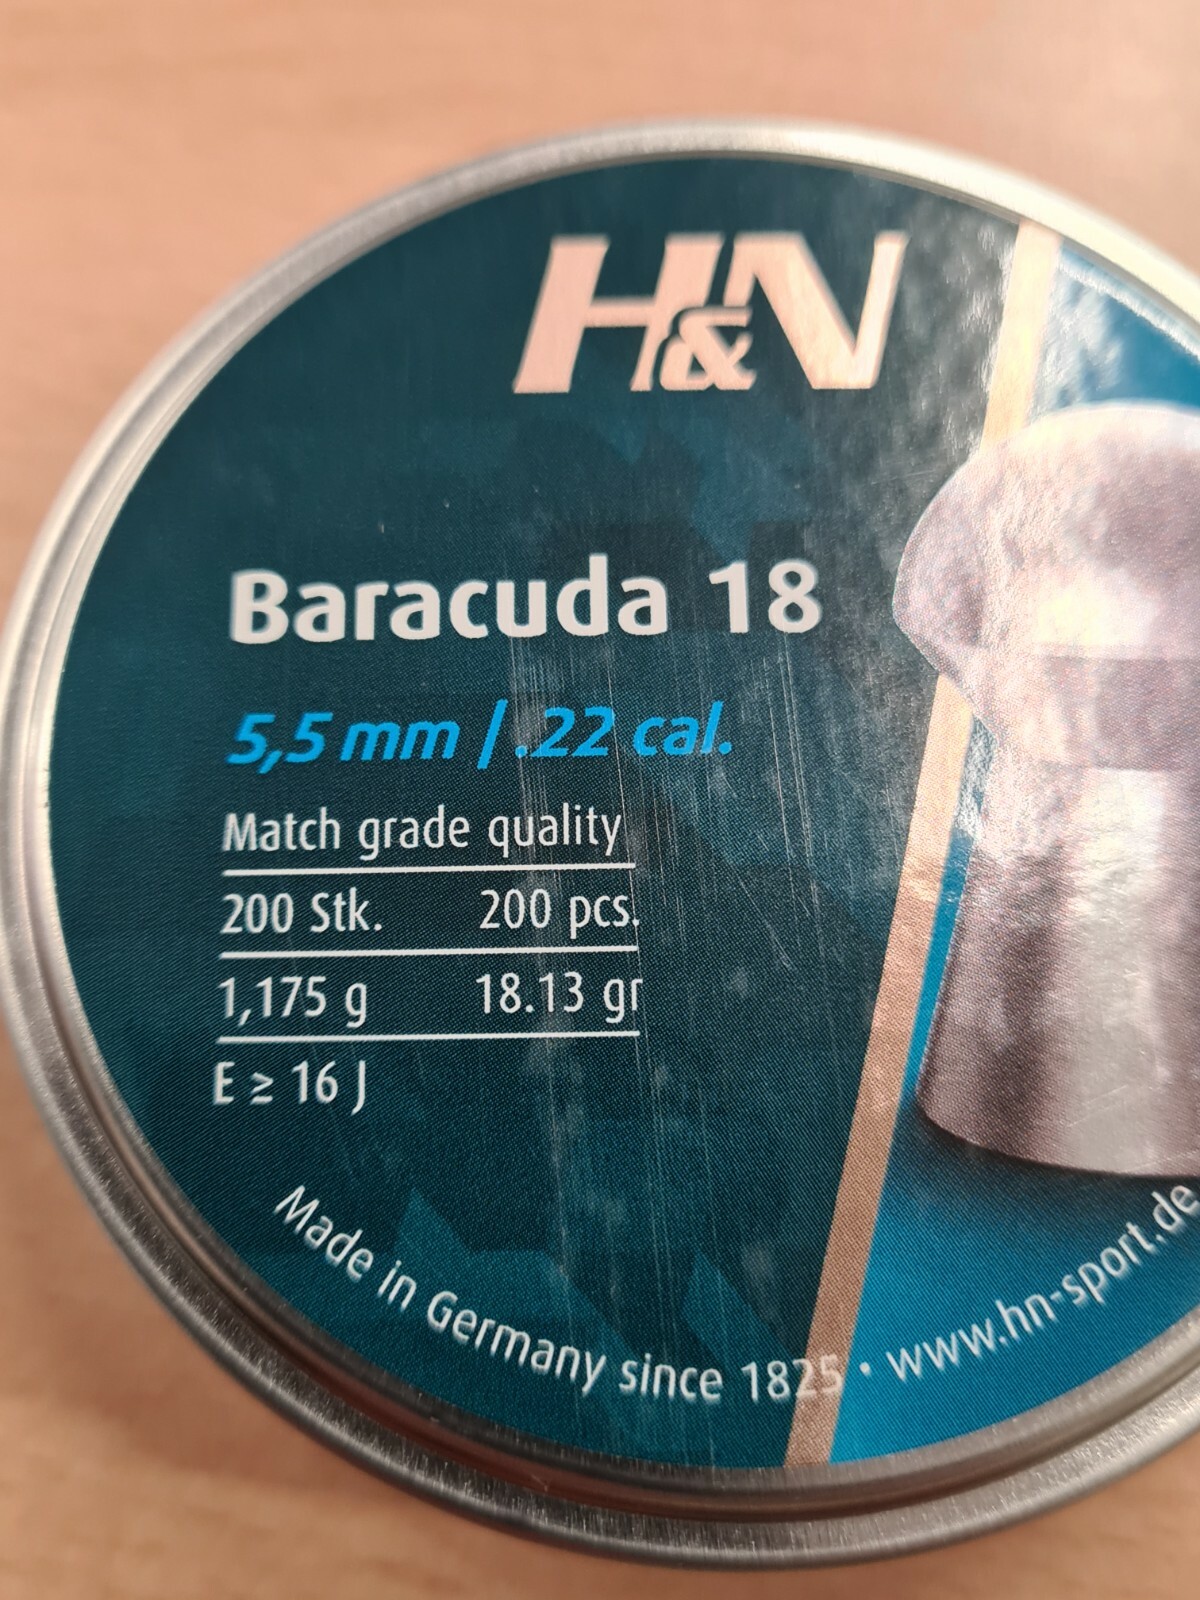 H&N
Baracuda 18
5,5 mm / .22 cal.
Match grade quality
200 Stk. 200 pcs.
1,175 g 18.13 gr
E ≥ 16 J
Made in Germany since 1825 • www.hn-sport.de